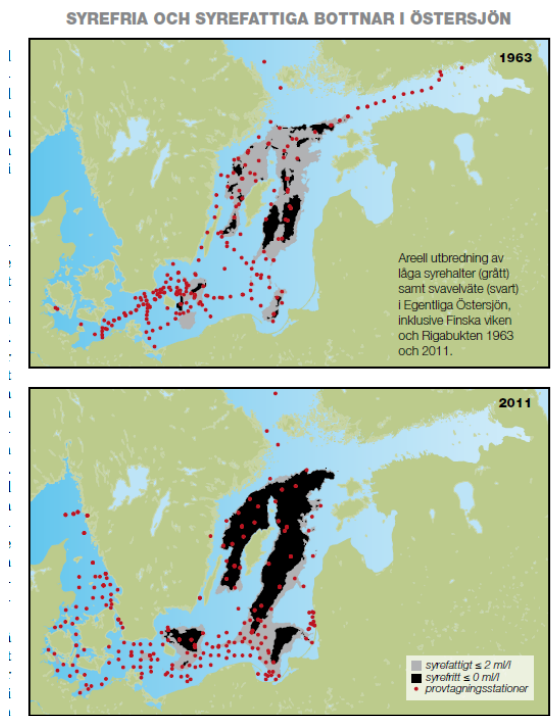 SYREFRIA OCH SYREFATTIGA BOTTNAR I ÖSTERSJÖN
1963
Areell utbredning av
låga syrehalter (grått)
samt svavelväte (svart)
i Egentliga Östersjön,
inklusive Finska viken
och Rigabukten 1963
och 2011.
2011
syrefattigt ≤ 2 ml/l
syrefritt ≤ 0 ml/l
provtagningsstationer